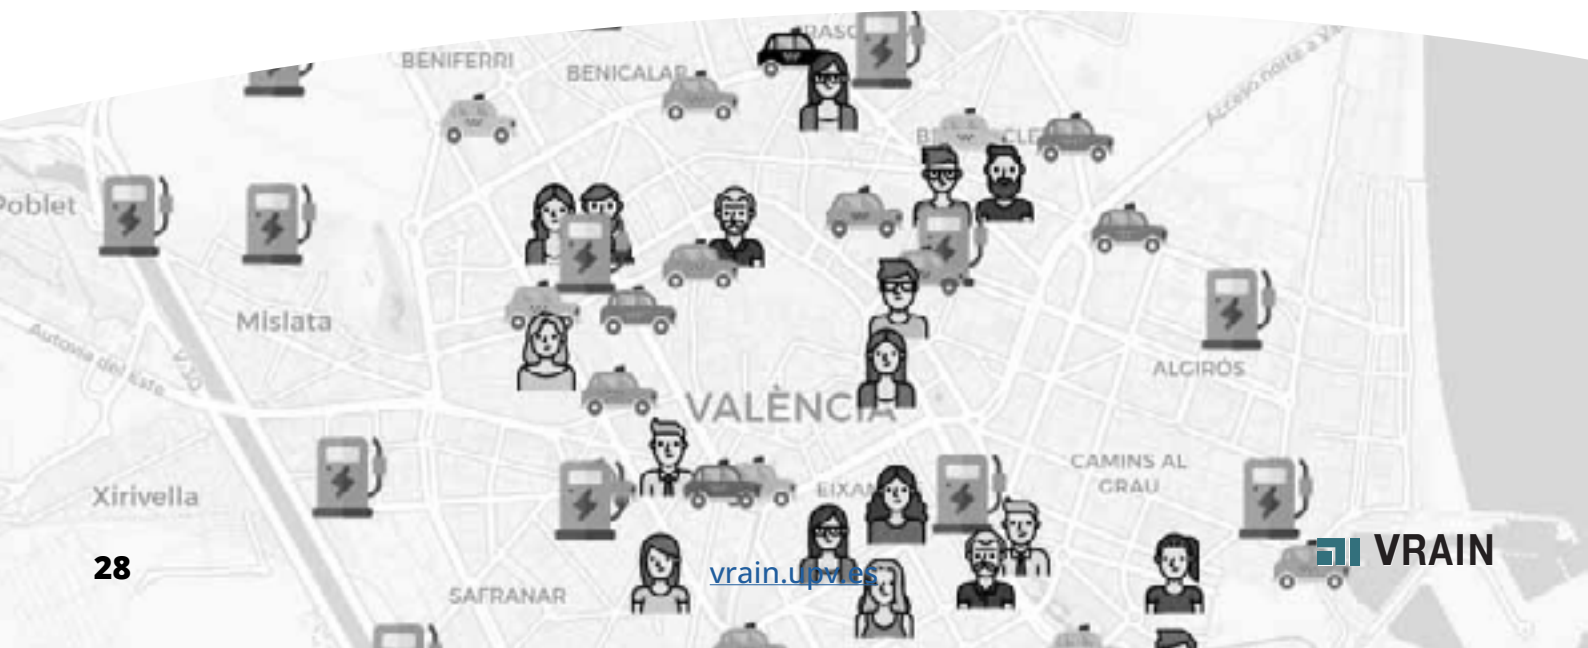 BENIFERRI
BENICALAP
Mislata
Autovia del Este
V-30
ALGIRÓS
VALÈNCIA
CAMINS AL
GRAU
Xirivella
28
vrain.upv.es
VRAIN
SAFRANAR